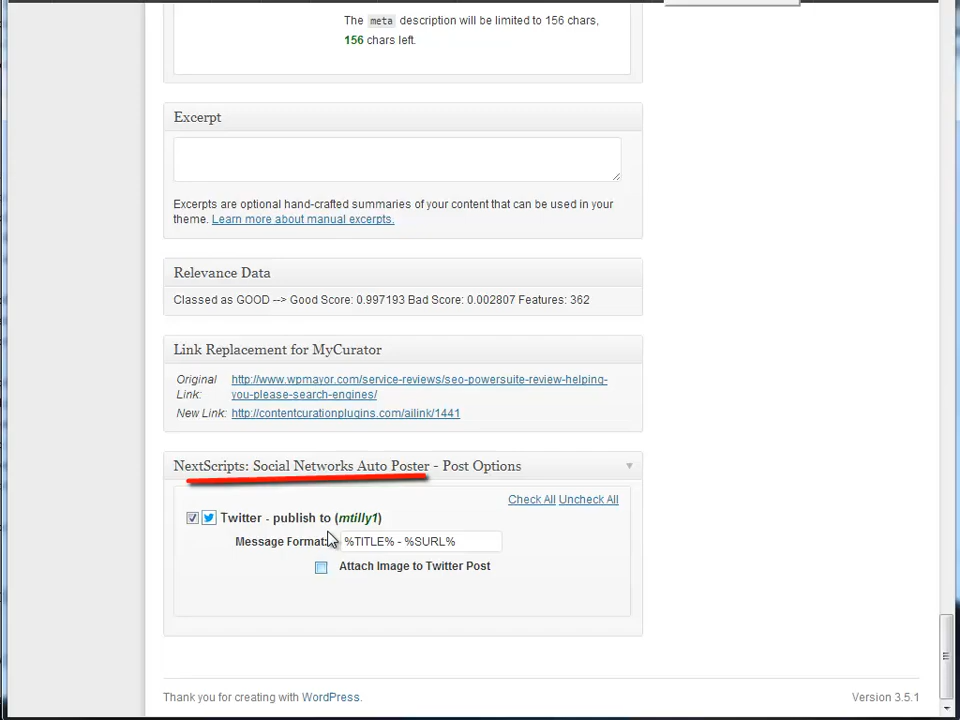 The meta description will be limited to 156 chars,
156 chars left.
Excerpt
Excerpts are optional hand-crafted summaries of your content that can be used in your
theme. Learn more about manual excerpts.
Relevance Data
Classed as GOOD --> Good Score: 0.997193 Bad Score: 0.002807 Features: 362
Link Replacement for MyCurator
Original http://www.wpmayor.com/service-reviews/seo-powersuite-review-helping-
Link: you-please-search-engines/
New Link: http://contentcurationplugins.com/ailink/1441
NextScripts: Social Networks Auto Poster - Post Options
Check All Uncheck All
Twitter - publish to (mtilly1)
Message Format: %TITLE% - %SURL%
Attach Image to Twitter Post
Thank you for creating with WordPress. Version 3.5.1